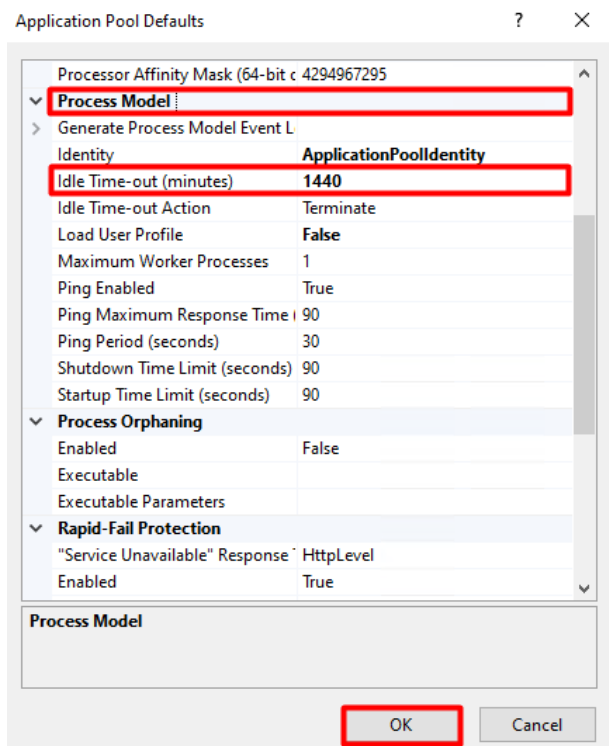 Application Pool Defaults ?
Processor Affinity Mask (64-bit c 4294967295
Process Model
Generate Process Model Event L
Identity ApplicationPoolIdentity
Idle Time-out (minutes) 1440
Idle Time-out Action Terminate
Load User Profile False
Maximum Worker Processes 1
Ping Enabled True
Ping Maximum Response Time ( 90
Ping Period (seconds) 30
Shutdown Time Limit (seconds) 90
Startup Time Limit (seconds) 90
Process Orphaning
Enabled False
Executable
Executable Parameters
Rapid-Fail Protection
"Service Unavailable" Response T HttpLevel
Enabled True
Process Model
OK Cancel